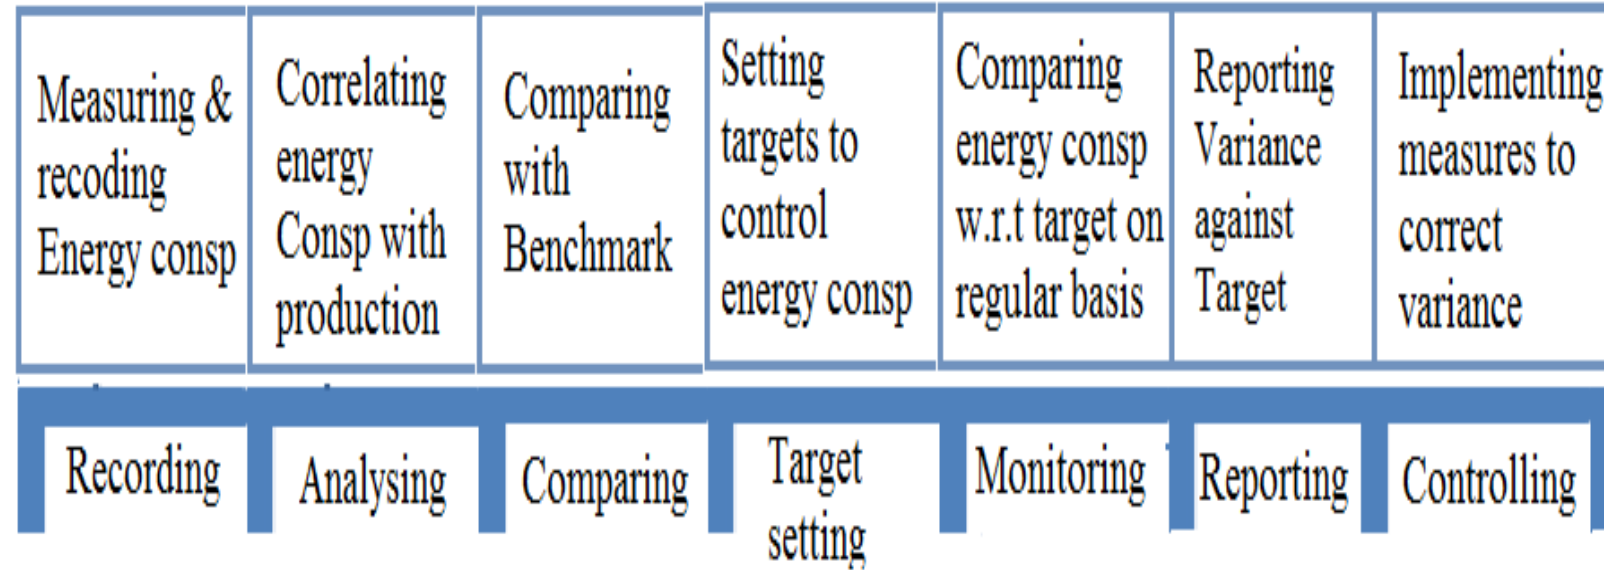 Measuring &
recoding
Energy consp
Correlating
energy
Consp with
production
Comparing
with
Benchmark
Setting
targets to
control
energy consp
Comparing
energy consp
w.r.t target on
regular basis
Reporting
Variance
against
Target
Implementing
measures to
correct
variance
Recording
Analysing
Comparing
Target
setting
Monitoring
Reporting
Controlling